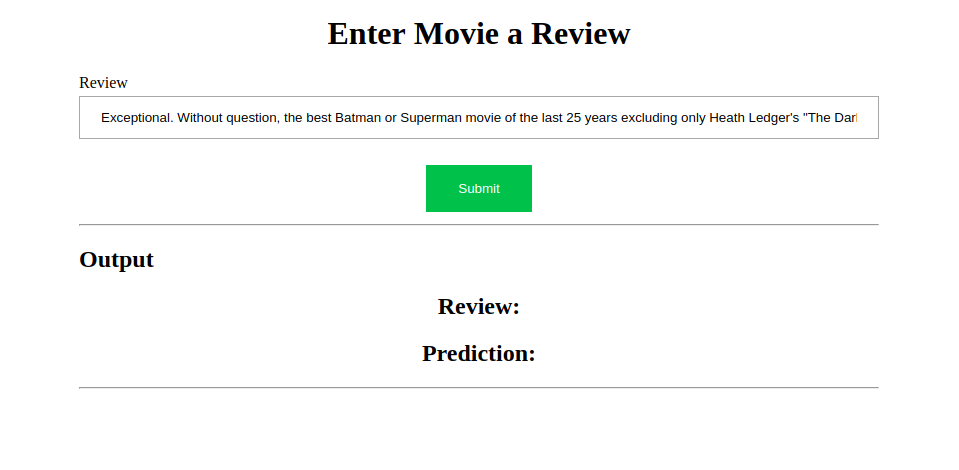 Enter Movie a Review
Review
Exceptional. Without question, the best Batman or Superman movie of the last 25 years excluding only Heath Ledger's "The Dar
Submit
Output
Review:
Prediction: